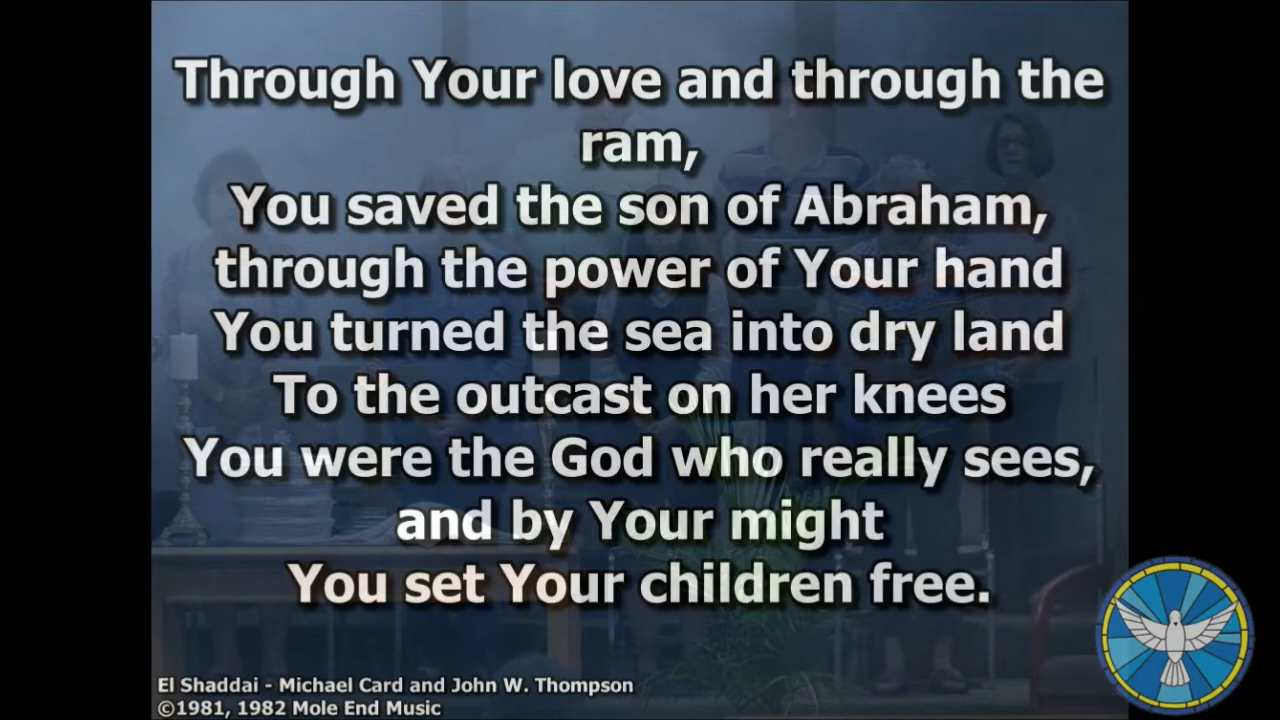 Through Your love and through the
ram,
You saved the son of Abraham,
through the power of Your hand
You turned the sea into dry land
To the outcast on her knees
You were the God who really sees,
and by Your might
You set Your children free.
El Shaddai - Michael Card and John W. Thompson
©1981, 1982 Mole End Music